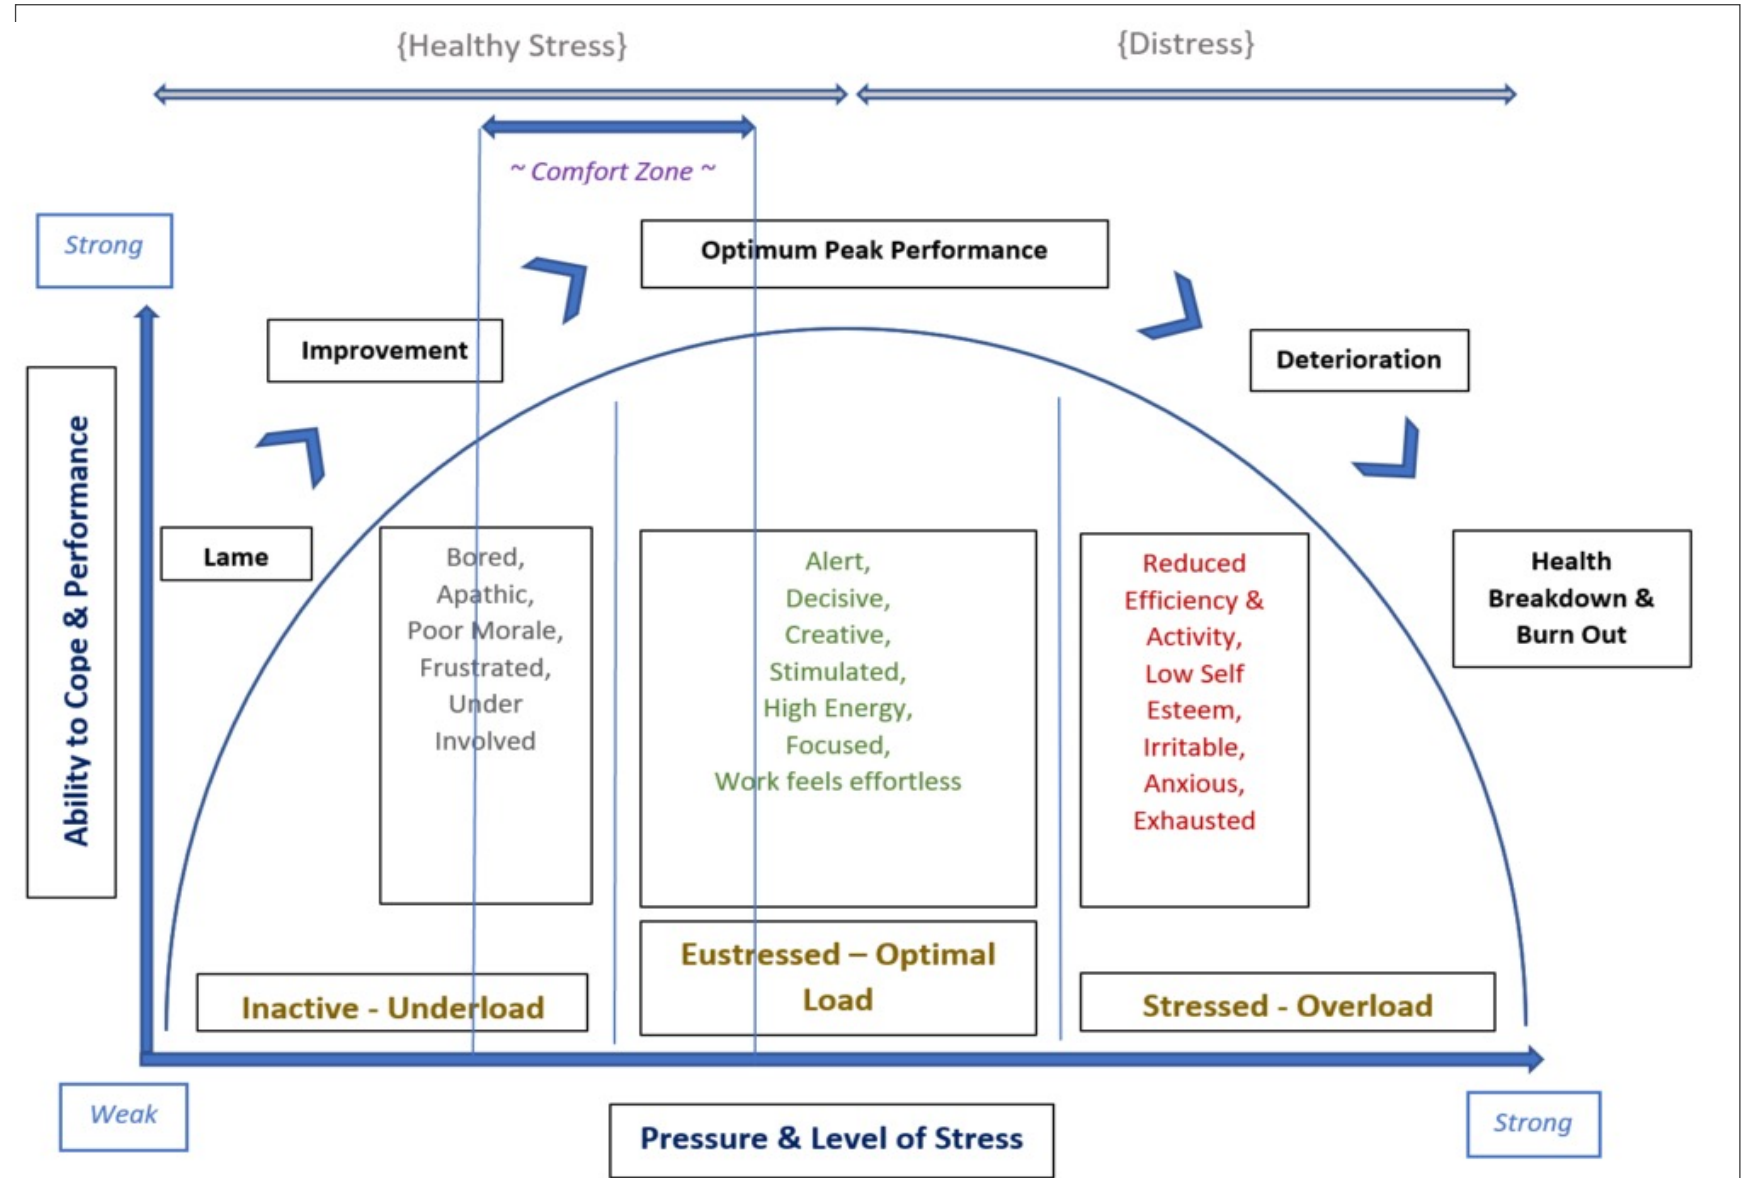 {Healthy Stress}
{Distress}
~ Comfort Zone ~
Strong
Optimum Peak Performance
Improvement
Deterioration
Ability to Cope & Performance
Lame
Bored,
Apathic,
Poor Morale,
Frustrated,
Under
Involved
Alert,
Decisive,
Creative,
Stimulated,
High Energy,
Focused,
Work feels effortless
Reduced
Efficiency &
Activity,
Low Self
Esteem,
Irritable,
Anxious,
Exhausted
Health
Breakdown &
Burn Out
Inactive - Underload
Eustressed – Optimal
Load
Stressed - Overload
Weak
Pressure & Level of Stress
Strong